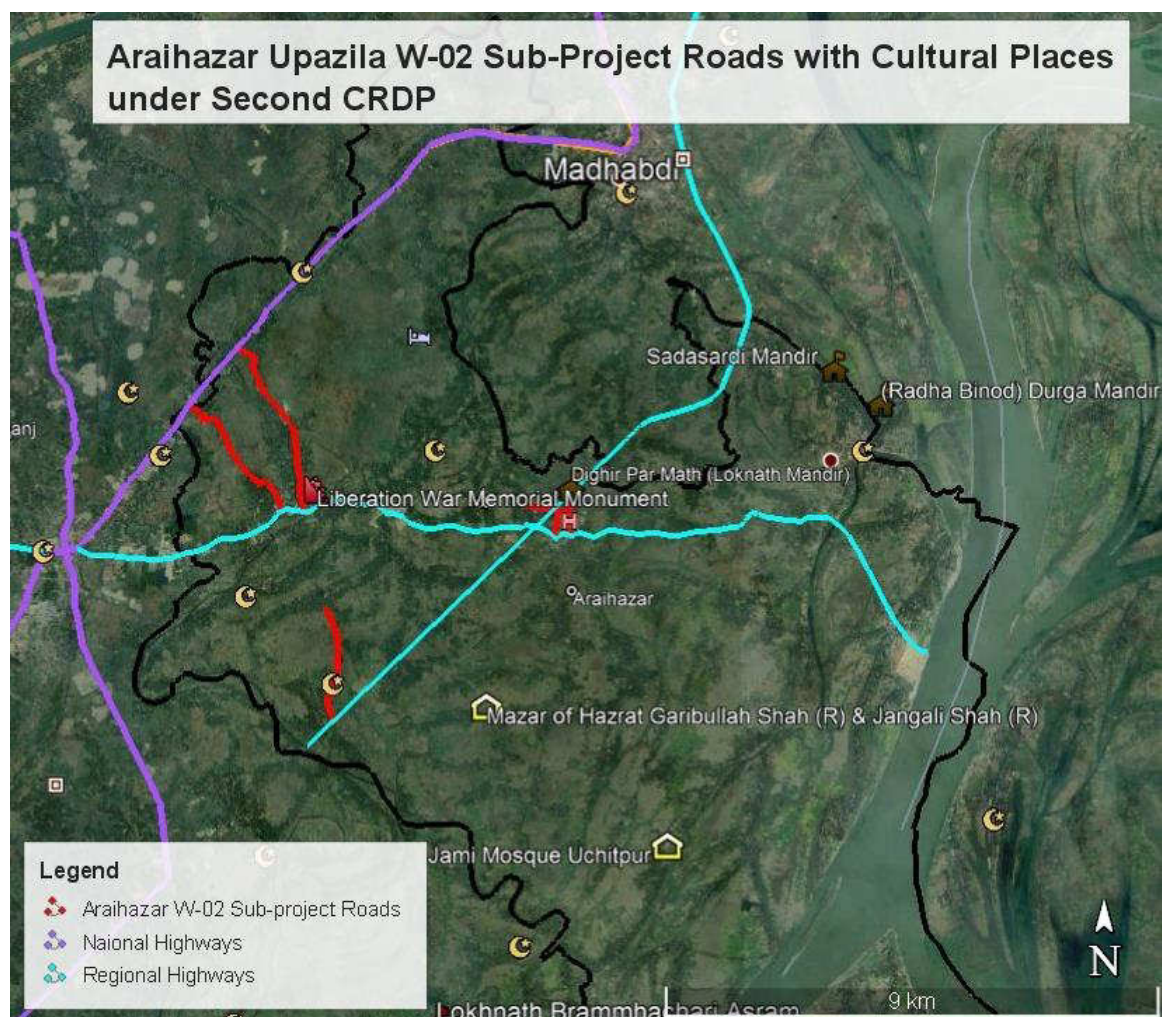 Araihazar Upazila W-02 Sub-Project Roads with Cultural Places
under Second CRDP
Madhabdi
Sadasardi Mandir
(Radha Binod) Durga Mandir
anj
Dighir Par Math (Loknath Mandir)
Liberation War Memorial Monument
H
Araihazar
Mazar of Hazrat Garibullah Shah (R) & Jangali Shah (R)
Jami Mosque Uchitpur
Legend
Araihazar W-02 Sub-project Roads
Naional Highways
Regional Highways
N
9 km
Lokhnath Brammhachari Asram